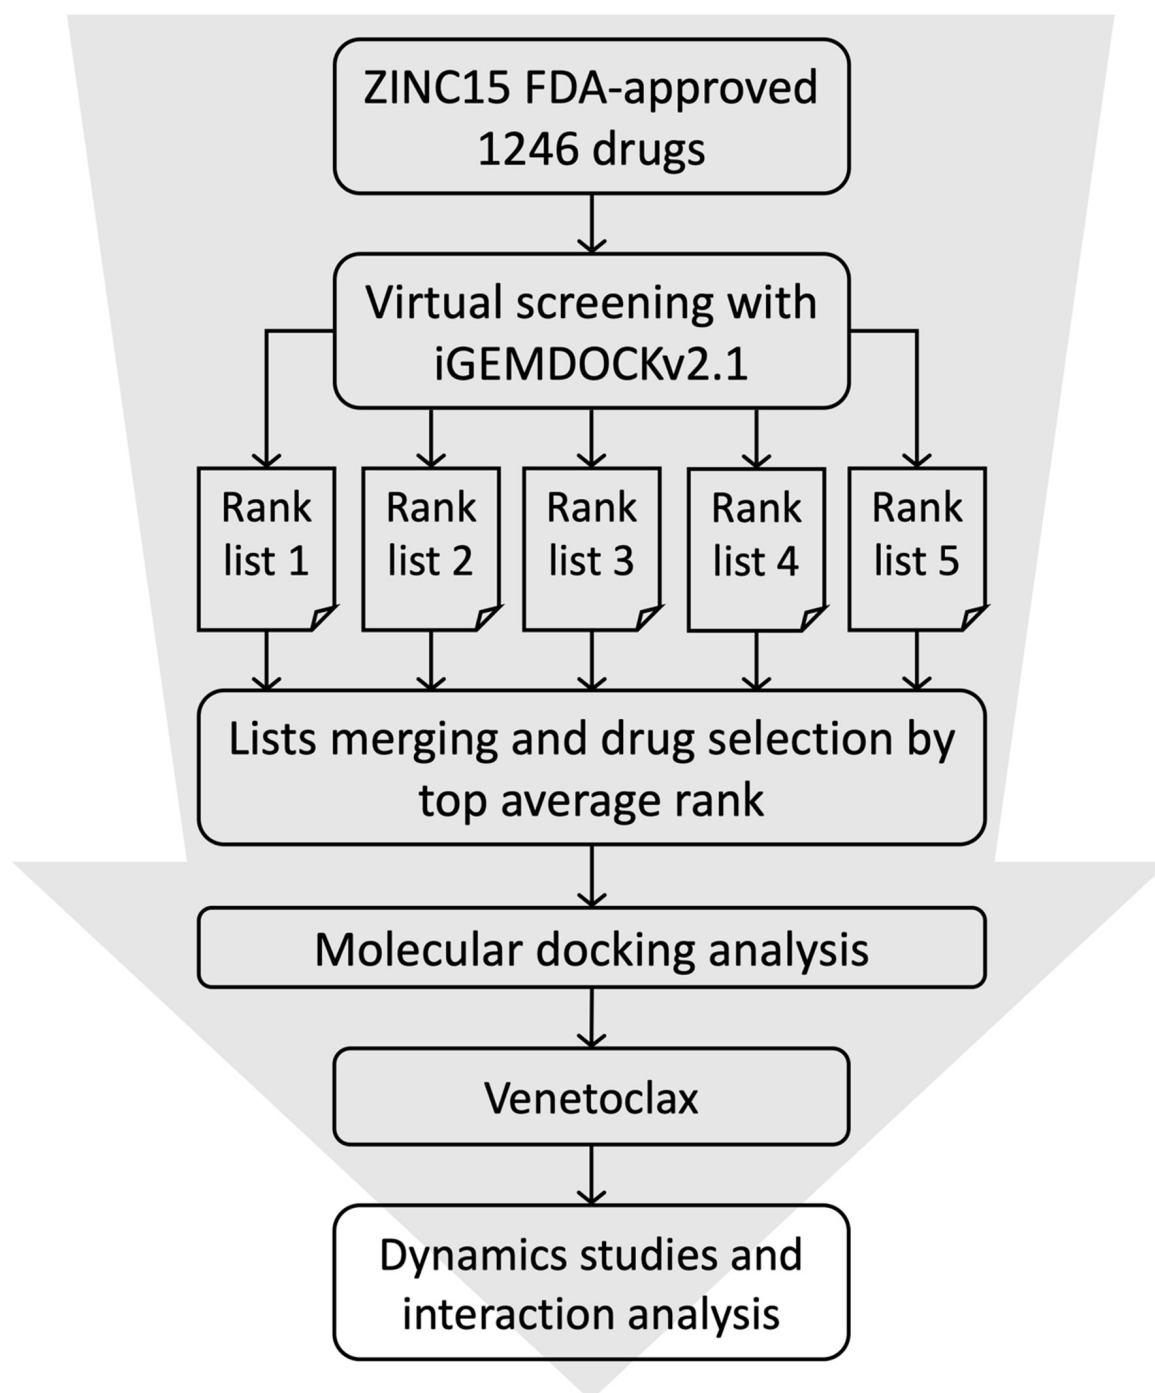 ZINC15 FDA-approved
1246 drugs
Virtual screening with
iGEMDOCKv2.1
Rank
list 1
Rank
list 2
Rank
list 3
Rank
list 4
Rank
list 5
Lists merging and drug selection by
top average rank
Molecular docking analysis
Venetoclax
Dynamics studies and
interaction analysis